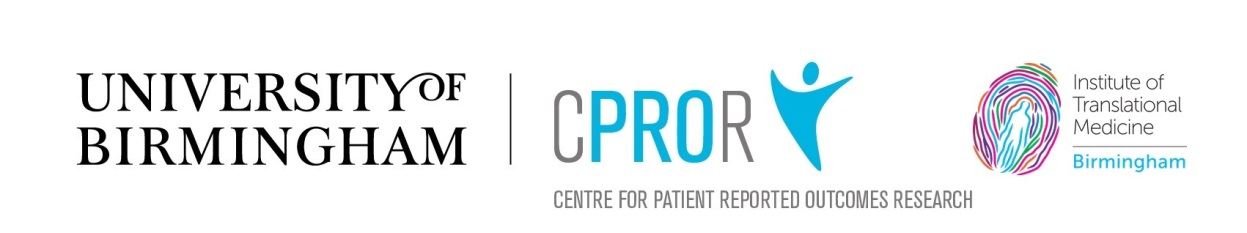 UNIVERSITY OF
BIRMINGHAM
CPROR
CENTRE FOR PATIENT REPORTED OUTCOMES RESEARCH
Institute of
Translational
Medicine
Birmingham